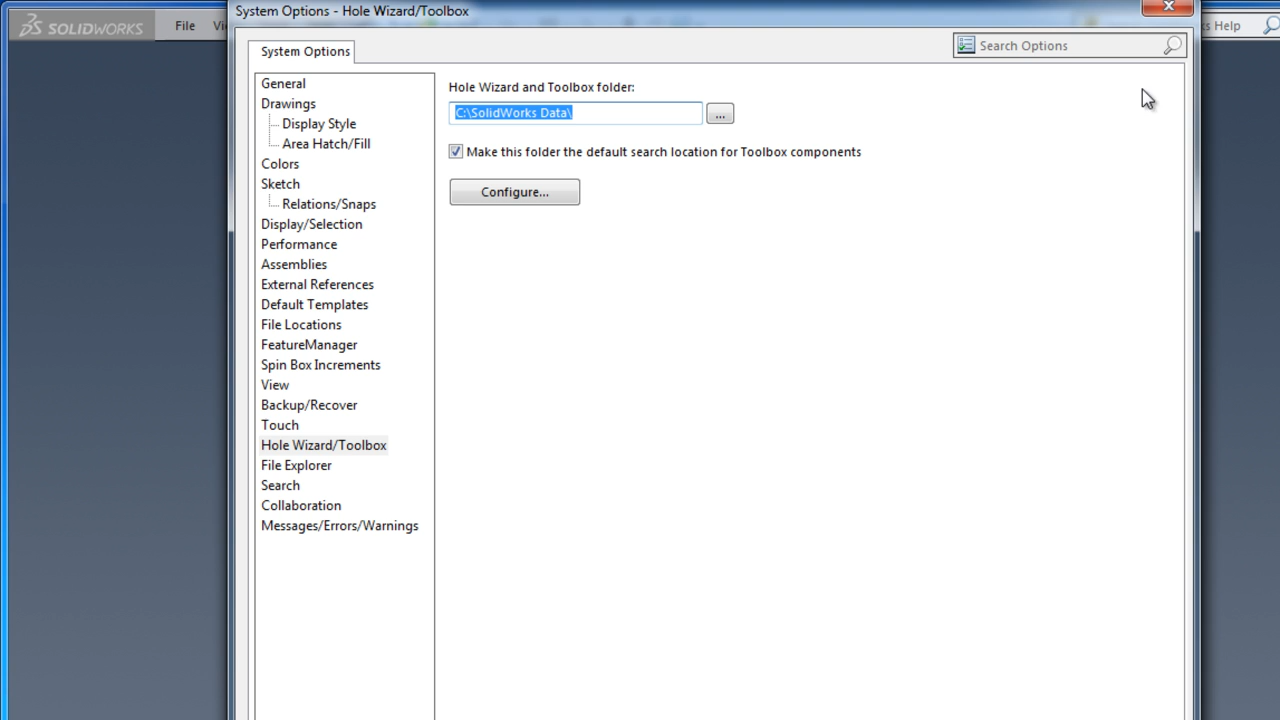 System Options - Hole Wizard/Toolbox
SOLIDWORKS File
s Help
System Options
Search Options
General
Drawings
Display Style
Area Hatch/Fill
Colors
Sketch
Relations/Snaps
Display/Selection
Performance
Assemblies
External References
Default Templates
File Locations
FeatureManager
Spin Box Increments
View
Backup/Recover
Touch
Hole Wizard/Toolbox
File Explorer
Search
Collaboration
Messages/Errors/Warnings
Hole Wizard and Toolbox folder:
C:\SolidWorks Data\
...
Make this folder the default search location for Toolbox components
Configure...